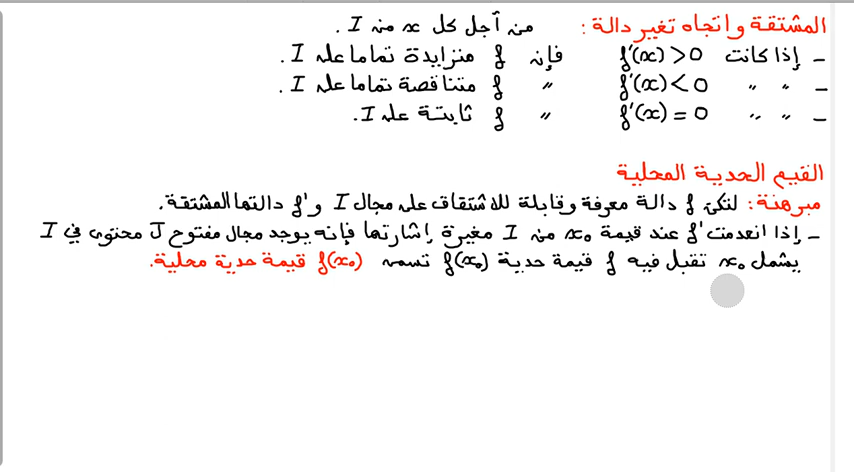 المشتقة واتجاه تغير دالة : من أجل كل x من I .
– إذا كانت f'(x) > 0 فإن f متزايدة تماما على I .
– " " f'(x) < 0 " f متناقصة تماما على I .
– " " f'(x) = 0 " f ثابتة على I .
القيم الحدية المحلية
مبرهنة : لتكن f دالة معرفة وقابلة للاشتقاق على مجال I و f' دالتها المشتقة .
– إذا انعدمت f' عند قيمة x₀ من I مغيرة إشارتها فإنه يوجد مجال مفتوح J محتوى في I
يشمل x₀ تقبل فيه f قيمة حدية f(x₀) تسمى f(x₀) قيمة حدية محلية .